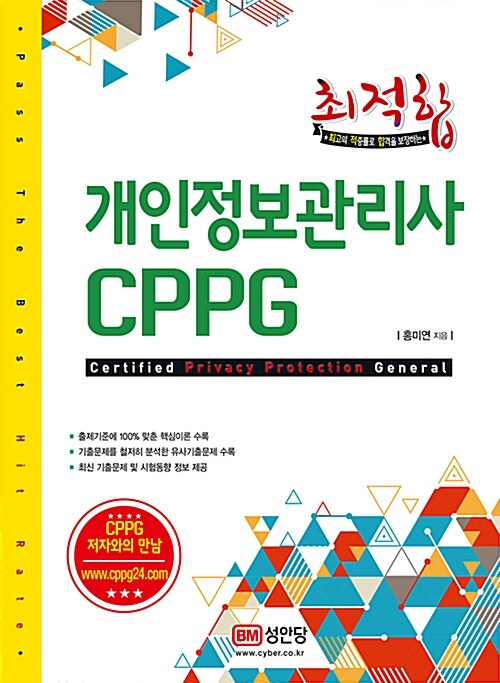 • Pass The Best Hit Rate •
최적합
★최고의 적중률로 합격을 보장하는★
개인정보관리사
CPPG
홍미연 지음
Certified Privacy Protection General
출제기준에 100% 맞춘 핵심이론 수록
기출문제를 철저히 분석한 유사기출문제 수록
최신 기출문제 및 시험동향 정보 제공
★★★★
CPPG
저자와의 만남
www.cppg24.com
★★★
BM 성안당
www.cyber.co.kr